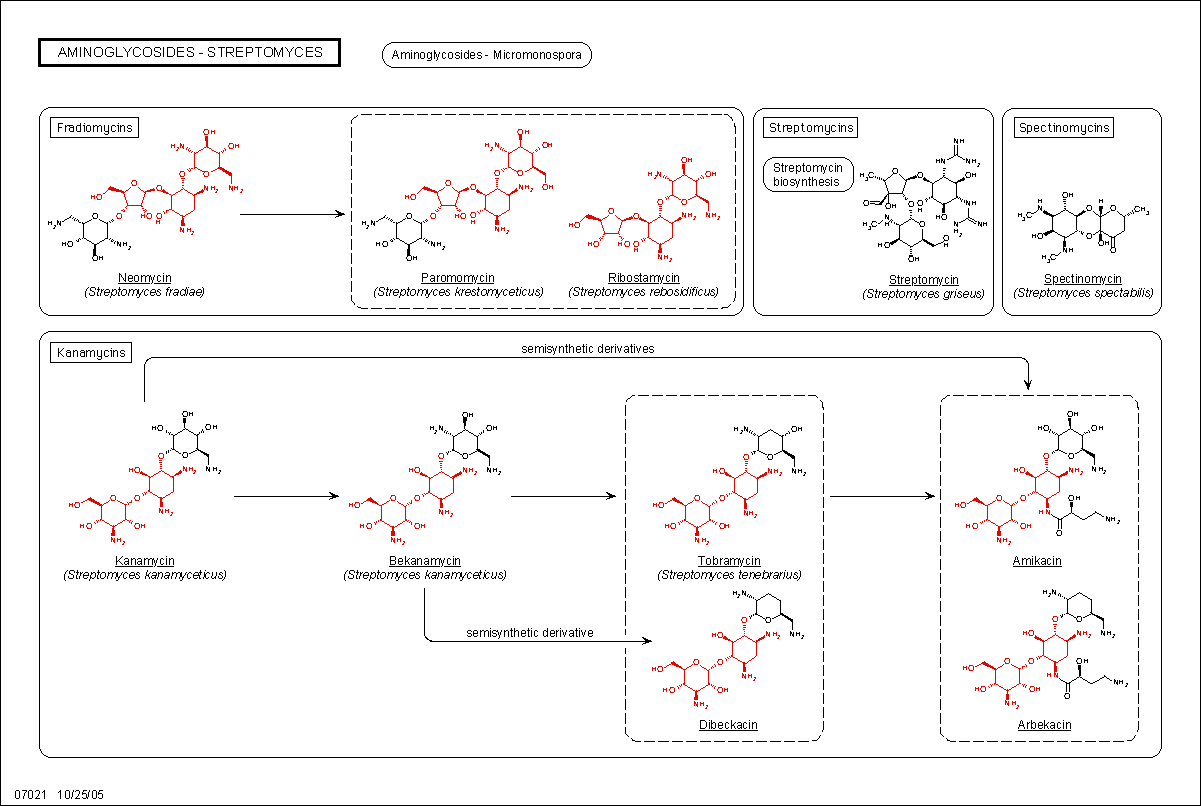 AMINOGLYCOSIDES - STREPTOMYCES
Aminoglycosides - Micromonospora
Fradiomycins
Neomycin
(Streptomyces fradiae)
Paromomycin
(Streptomyces krestomyceticus)
Ribostamycin
(Streptomyces rebosidificus)
Streptomycins
Streptomycin
biosynthesis
Streptomycin
(Streptomyces griseus)
Spectinomycins
Spectinomycin
(Streptomyces spectabilis)
Kanamycins
semisynthetic derivatives
Kanamycin
(Streptomyces kanamyceticus)
Bekanamycin
(Streptomyces kanamyceticus)
Tobramycin
(Streptomyces tenebrarius)
Amikacin
semisynthetic derivative
Dibeckacin
Arbekacin
07021 10/25/05